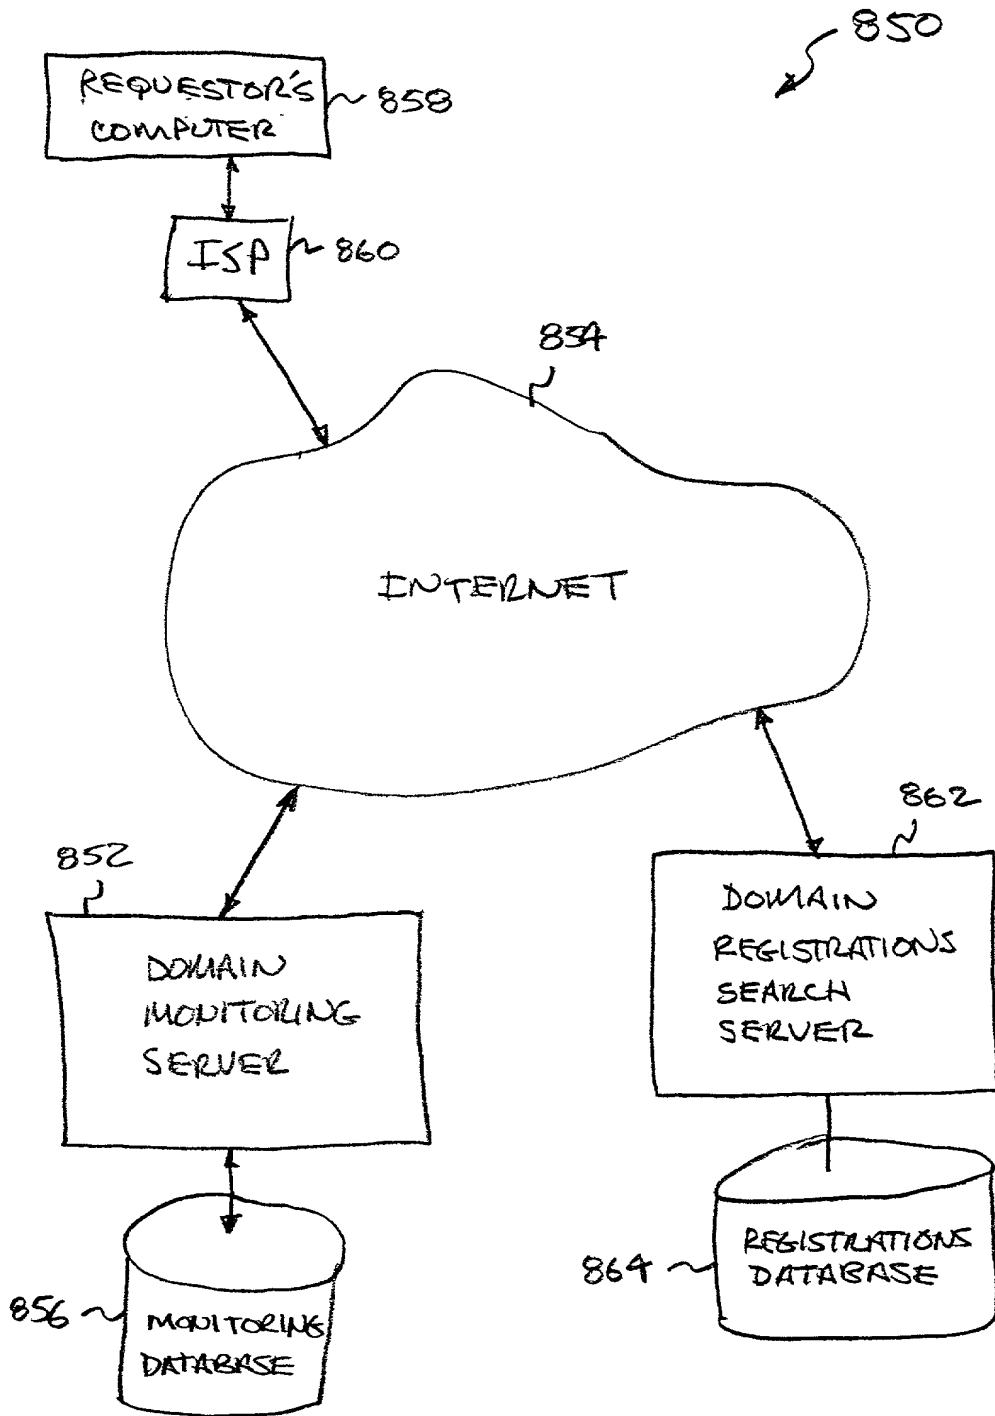 850
REQUESTOR'S
COMPUTER
858
ISP
860
854
INTERNET
862
852
DOMAIN
REGISTRATIONS
SEARCH
SERVER
DOMAIN
MONITORING
SERVER
REGISTRATIONS
DATABASE
864
856
MONITORING
DATABASE